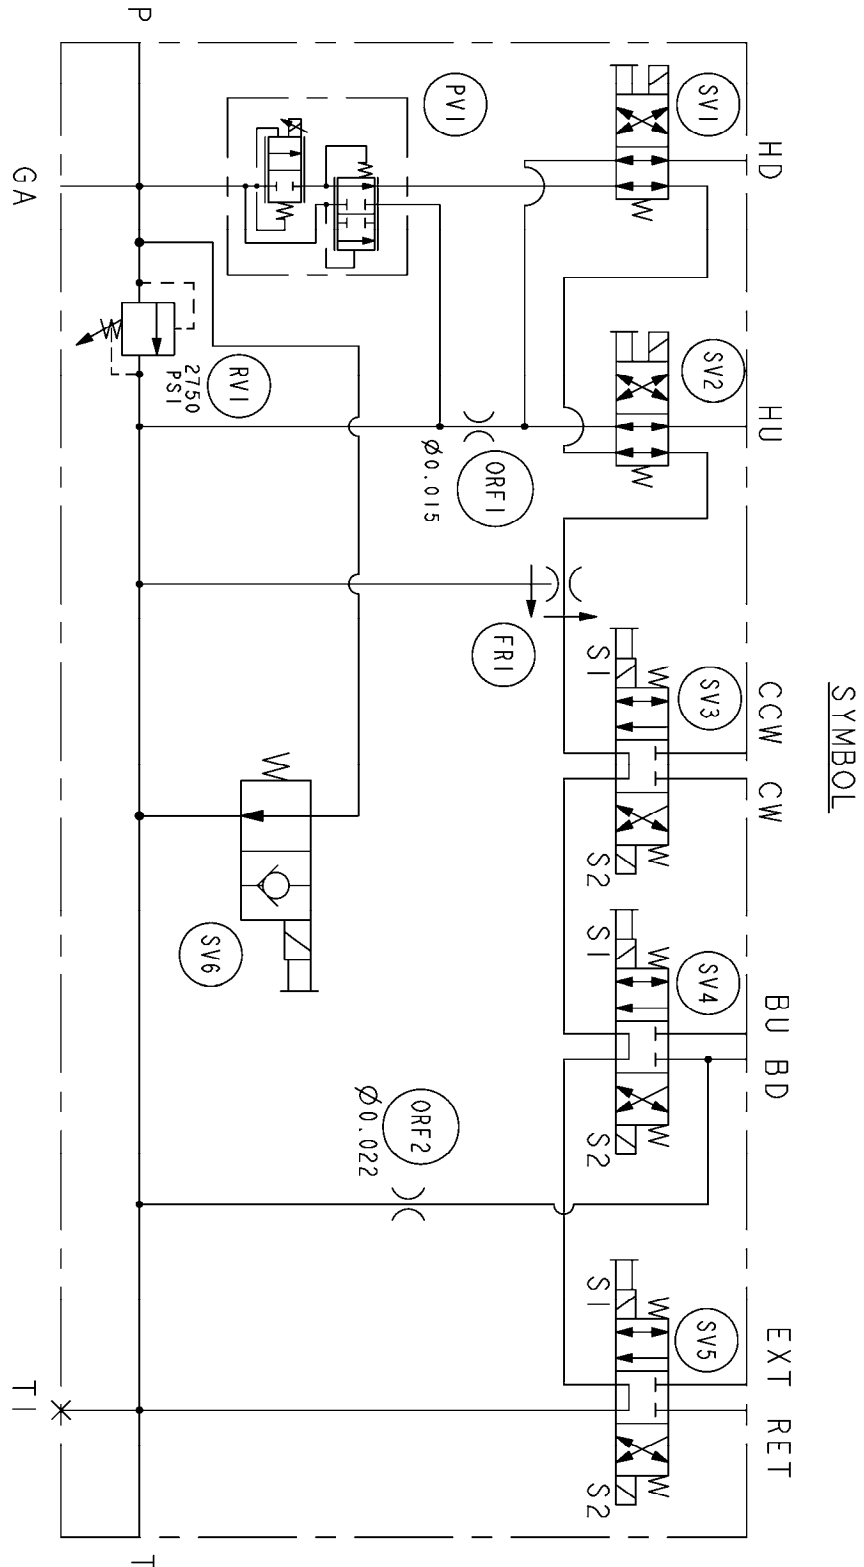 SYMBOL
HD
HU
CCW
CW
BU
BD
EXT
RET
SV1
SV2
SV3
SV4
SV5
S1
S2
S1
S2
S1
S2
PV1
ORF1
Ø0.015
FR1
RV1
2750
PSI
SV6
ORF2
Ø0.022
P
GA
T1
T